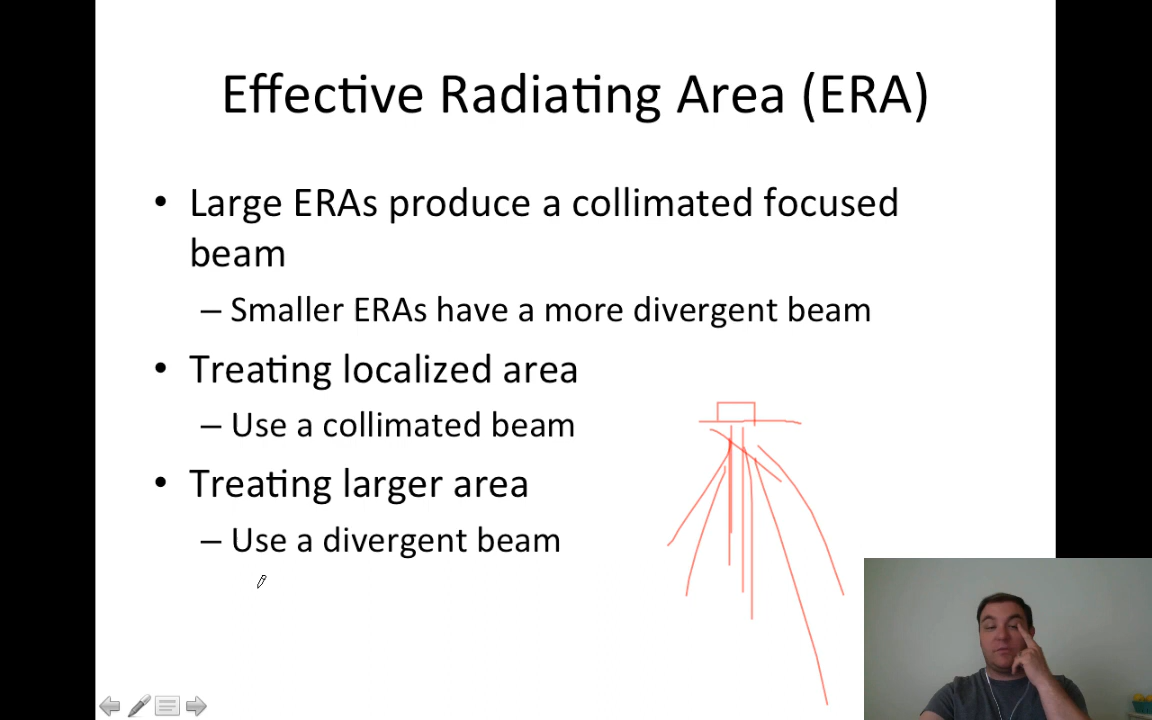 Effective Radiating Area (ERA)
• Large ERAs produce a collimated focused
beam
– Smaller ERAs have a more divergent beam
• Treating localized area
– Use a collimated beam
• Treating larger area
– Use a divergent beam